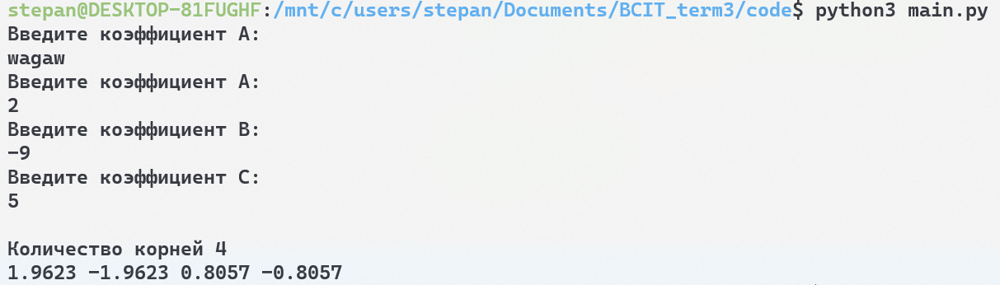 stepan@DESKTOP-81FUGHF:/mnt/c/users/stepan/Documents/BCIT_term3/code$ python3 main.py
Введите коэффициент A:
wagaw
Введите коэффициент A:
2
Введите коэффициент B:
-9
Введите коэффициент C:
5
Количество корней 4
1.9623 -1.9623 0.8057 -0.8057